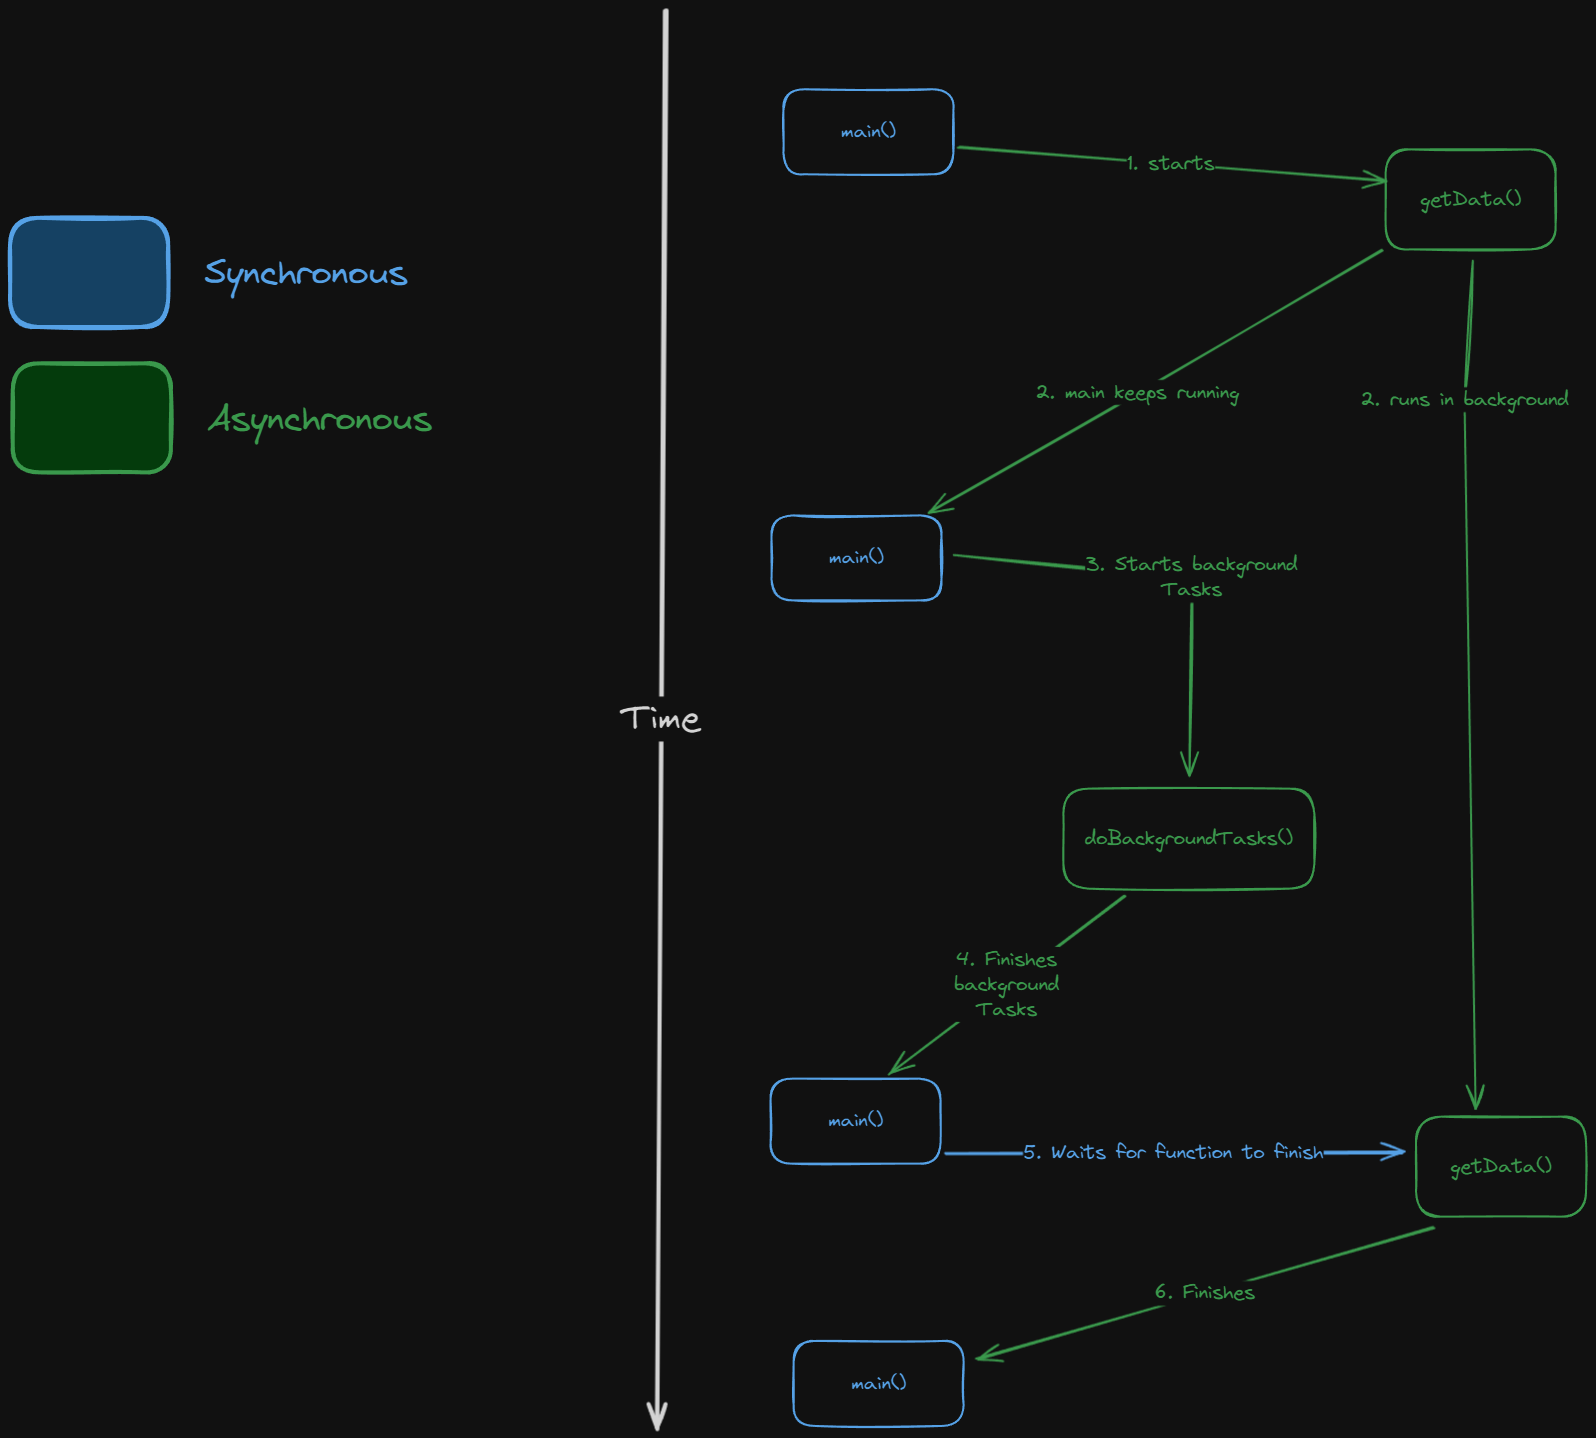 main()
1. starts
getData()
Synchronous
2. main keeps running
2. runs in background
Asynchronous
main()
3. Starts background
Tasks
Time
doBackgroundTasks()
4. Finishes
background
Tasks
main()
5. Waits for function to finish
getData()
6. Finishes
main()